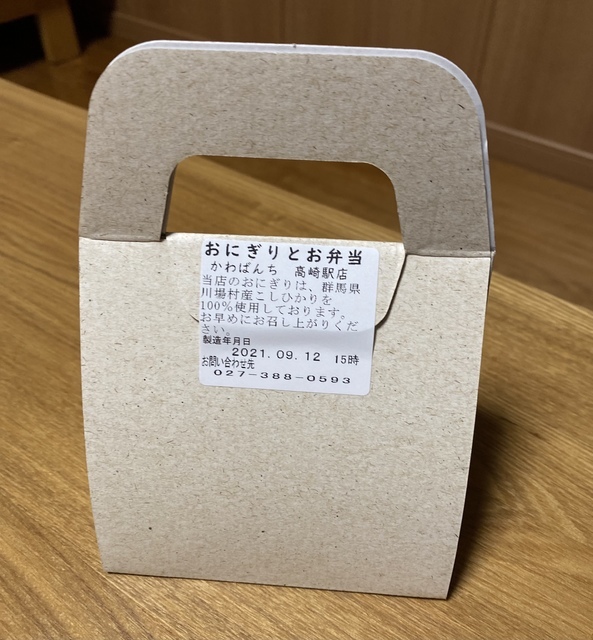 おにぎりとお弁当
かわばんち 高崎駅店
当店のおにぎりは、群馬県
川場村産こしひかりを
100%使用しております。
お早めにお召し上がりくだ
さい。
製造年月日
2021.09.12 15時
お問い合わせ元
027-388-0593